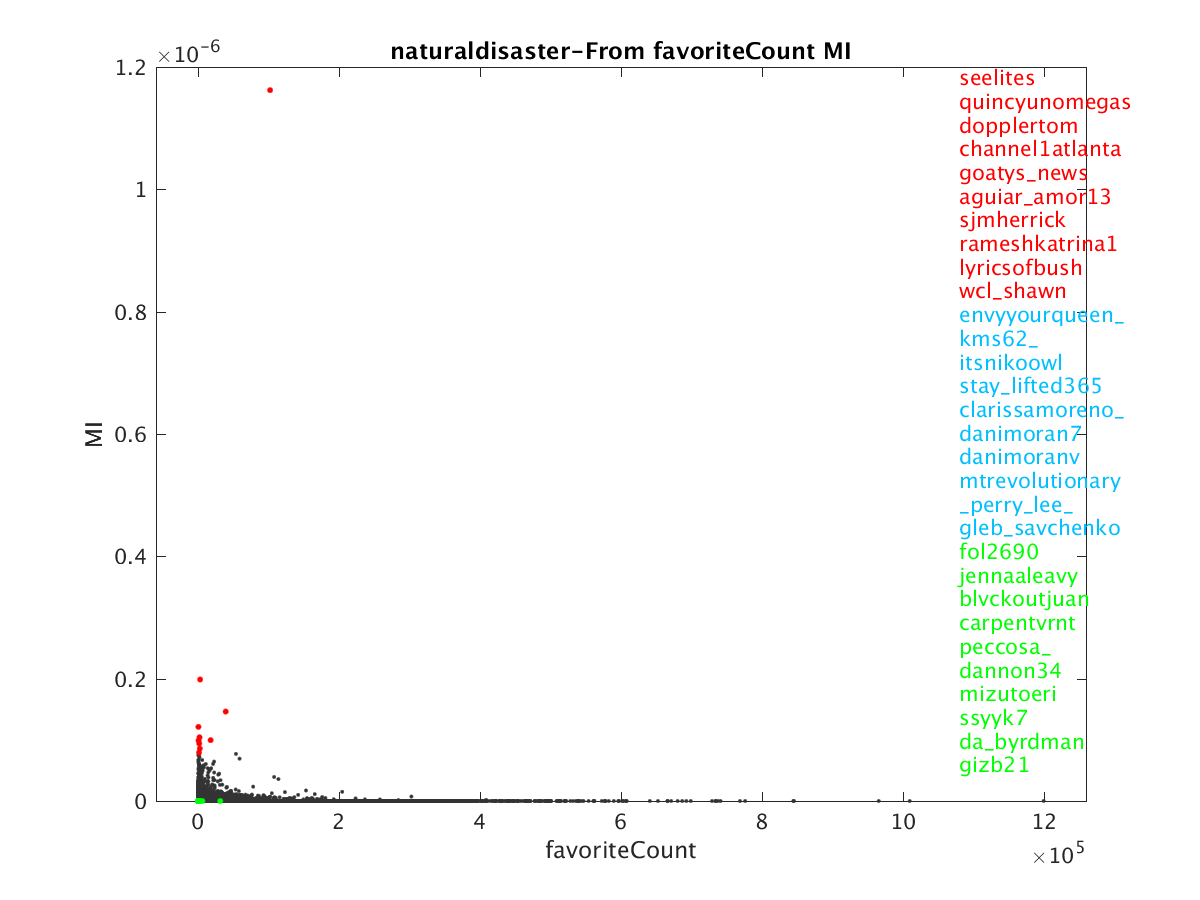 naturaldisaster-From favoriteCount MI
×10⁻⁶
1.2
1
0.8
0.6
0.4
0.2
0
MI
0 2 4 6 8 10 12
×10⁵
favoriteCount
seelites
quincyunomegas
dopplertom
channel1atlanta
goatys_news
aguiar_amor13
sjmherrick
rameshkatrina1
lyricsofbush
wcl_shawn
envyyourqueen_
kms62_
itsnikoowl
stay_lifted365
clarissamoreno_
danimoran7
danimoranv
mtrevolutionary
_perry_lee_
gleb_savchenko
fol2690
jennaaleavy
blvckoutjuan
carpentvrnt
peccosa_
dannon34
mizutoeri
ssyyk7
da_byrdman
gizb21